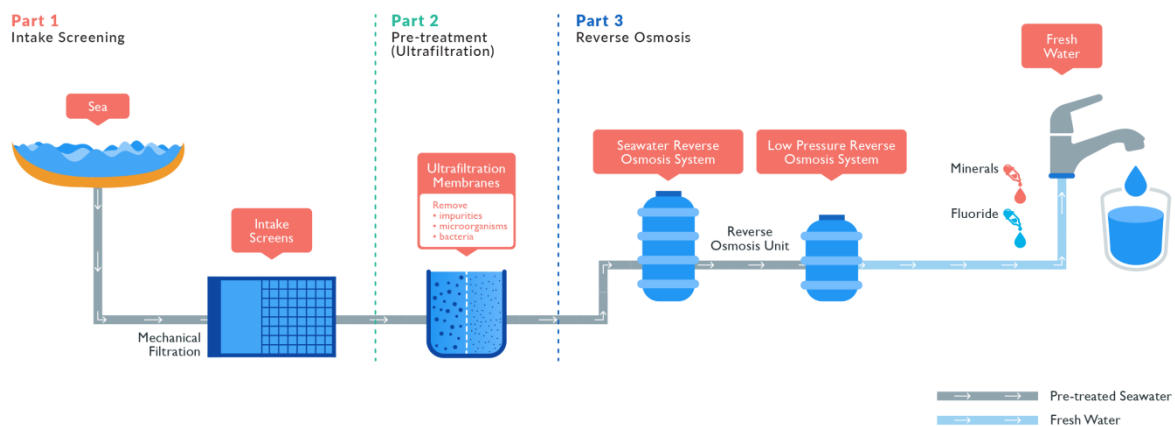 Part 1
Intake Screening
Part 2
Pre-treatment
(Ultrafiltration)
Part 3
Reverse Osmosis
Fresh
Water
Sea
Seawater Reverse
Osmosis System
Low Pressure Reverse
Osmosis System
Ultrafiltration
Membranes
Remove
• impurities
• microorganisms
• bacteria
Minerals
Fluoride
Intake
Screens
Reverse
Osmosis Unit
Mechanical
Filtration
Pre-treated Seawater
Fresh Water